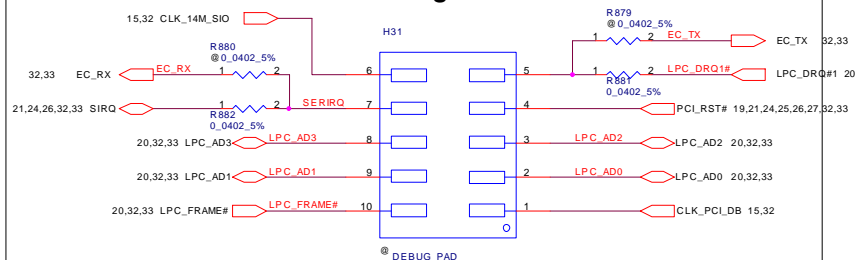 15,32 CLK_14M_SIO
H31
R879
@0_0402_5%
1 2 EC_TX EC_TX 32,33
R880
@0_0402_5%
32,33 EC_RX EC_RX 1 2
6 5
1 2 LPC_DRQ1# LPC_DRQ#1 20
R881
0_0402_5%
21,24,26,32,33 SIRQ 1 2 SERIRQ 7
4 PCI_RST# 19,21,24,25,26,27,32,33
R882
0_0402_5%
20,32,33 LPC_AD3 LPC_AD3 8
3 LPC_AD2 LPC_AD2 20,32,33
20,32,33 LPC_AD1 LPC_AD1 9
2 LPC_AD0 LPC_AD0 20,32,33
20,32,33 LPC_FRAME# LPC_FRAME# 10
1 CLK_PCI_DB 15,32
@ DEBUG PAD